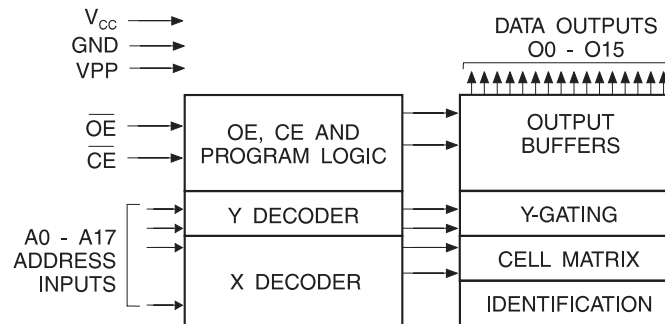 V_CC
GND
VPP
OE
CE
A0 - A17
ADDRESS
INPUTS
OE, CE AND
PROGRAM LOGIC
Y DECODER
X DECODER
DATA OUTPUTS
O0 - O15
OUTPUT
BUFFERS
Y-GATING
CELL MATRIX
IDENTIFICATION